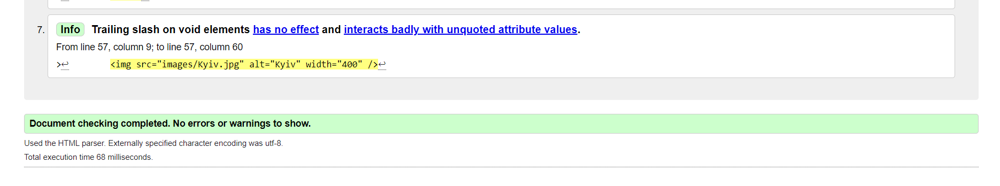 7. Info Trailing slash on void elements has no effect and interacts badly with unquoted attribute values.
From line 57, column 9; to line 57, column 60
>↩ <img src="images/Kyiv.jpg" alt="Kyiv" width="400" />↩
Document checking completed. No errors or warnings to show.
Used the HTML parser. Externally specified character encoding was utf-8.
Total execution time 68 milliseconds.